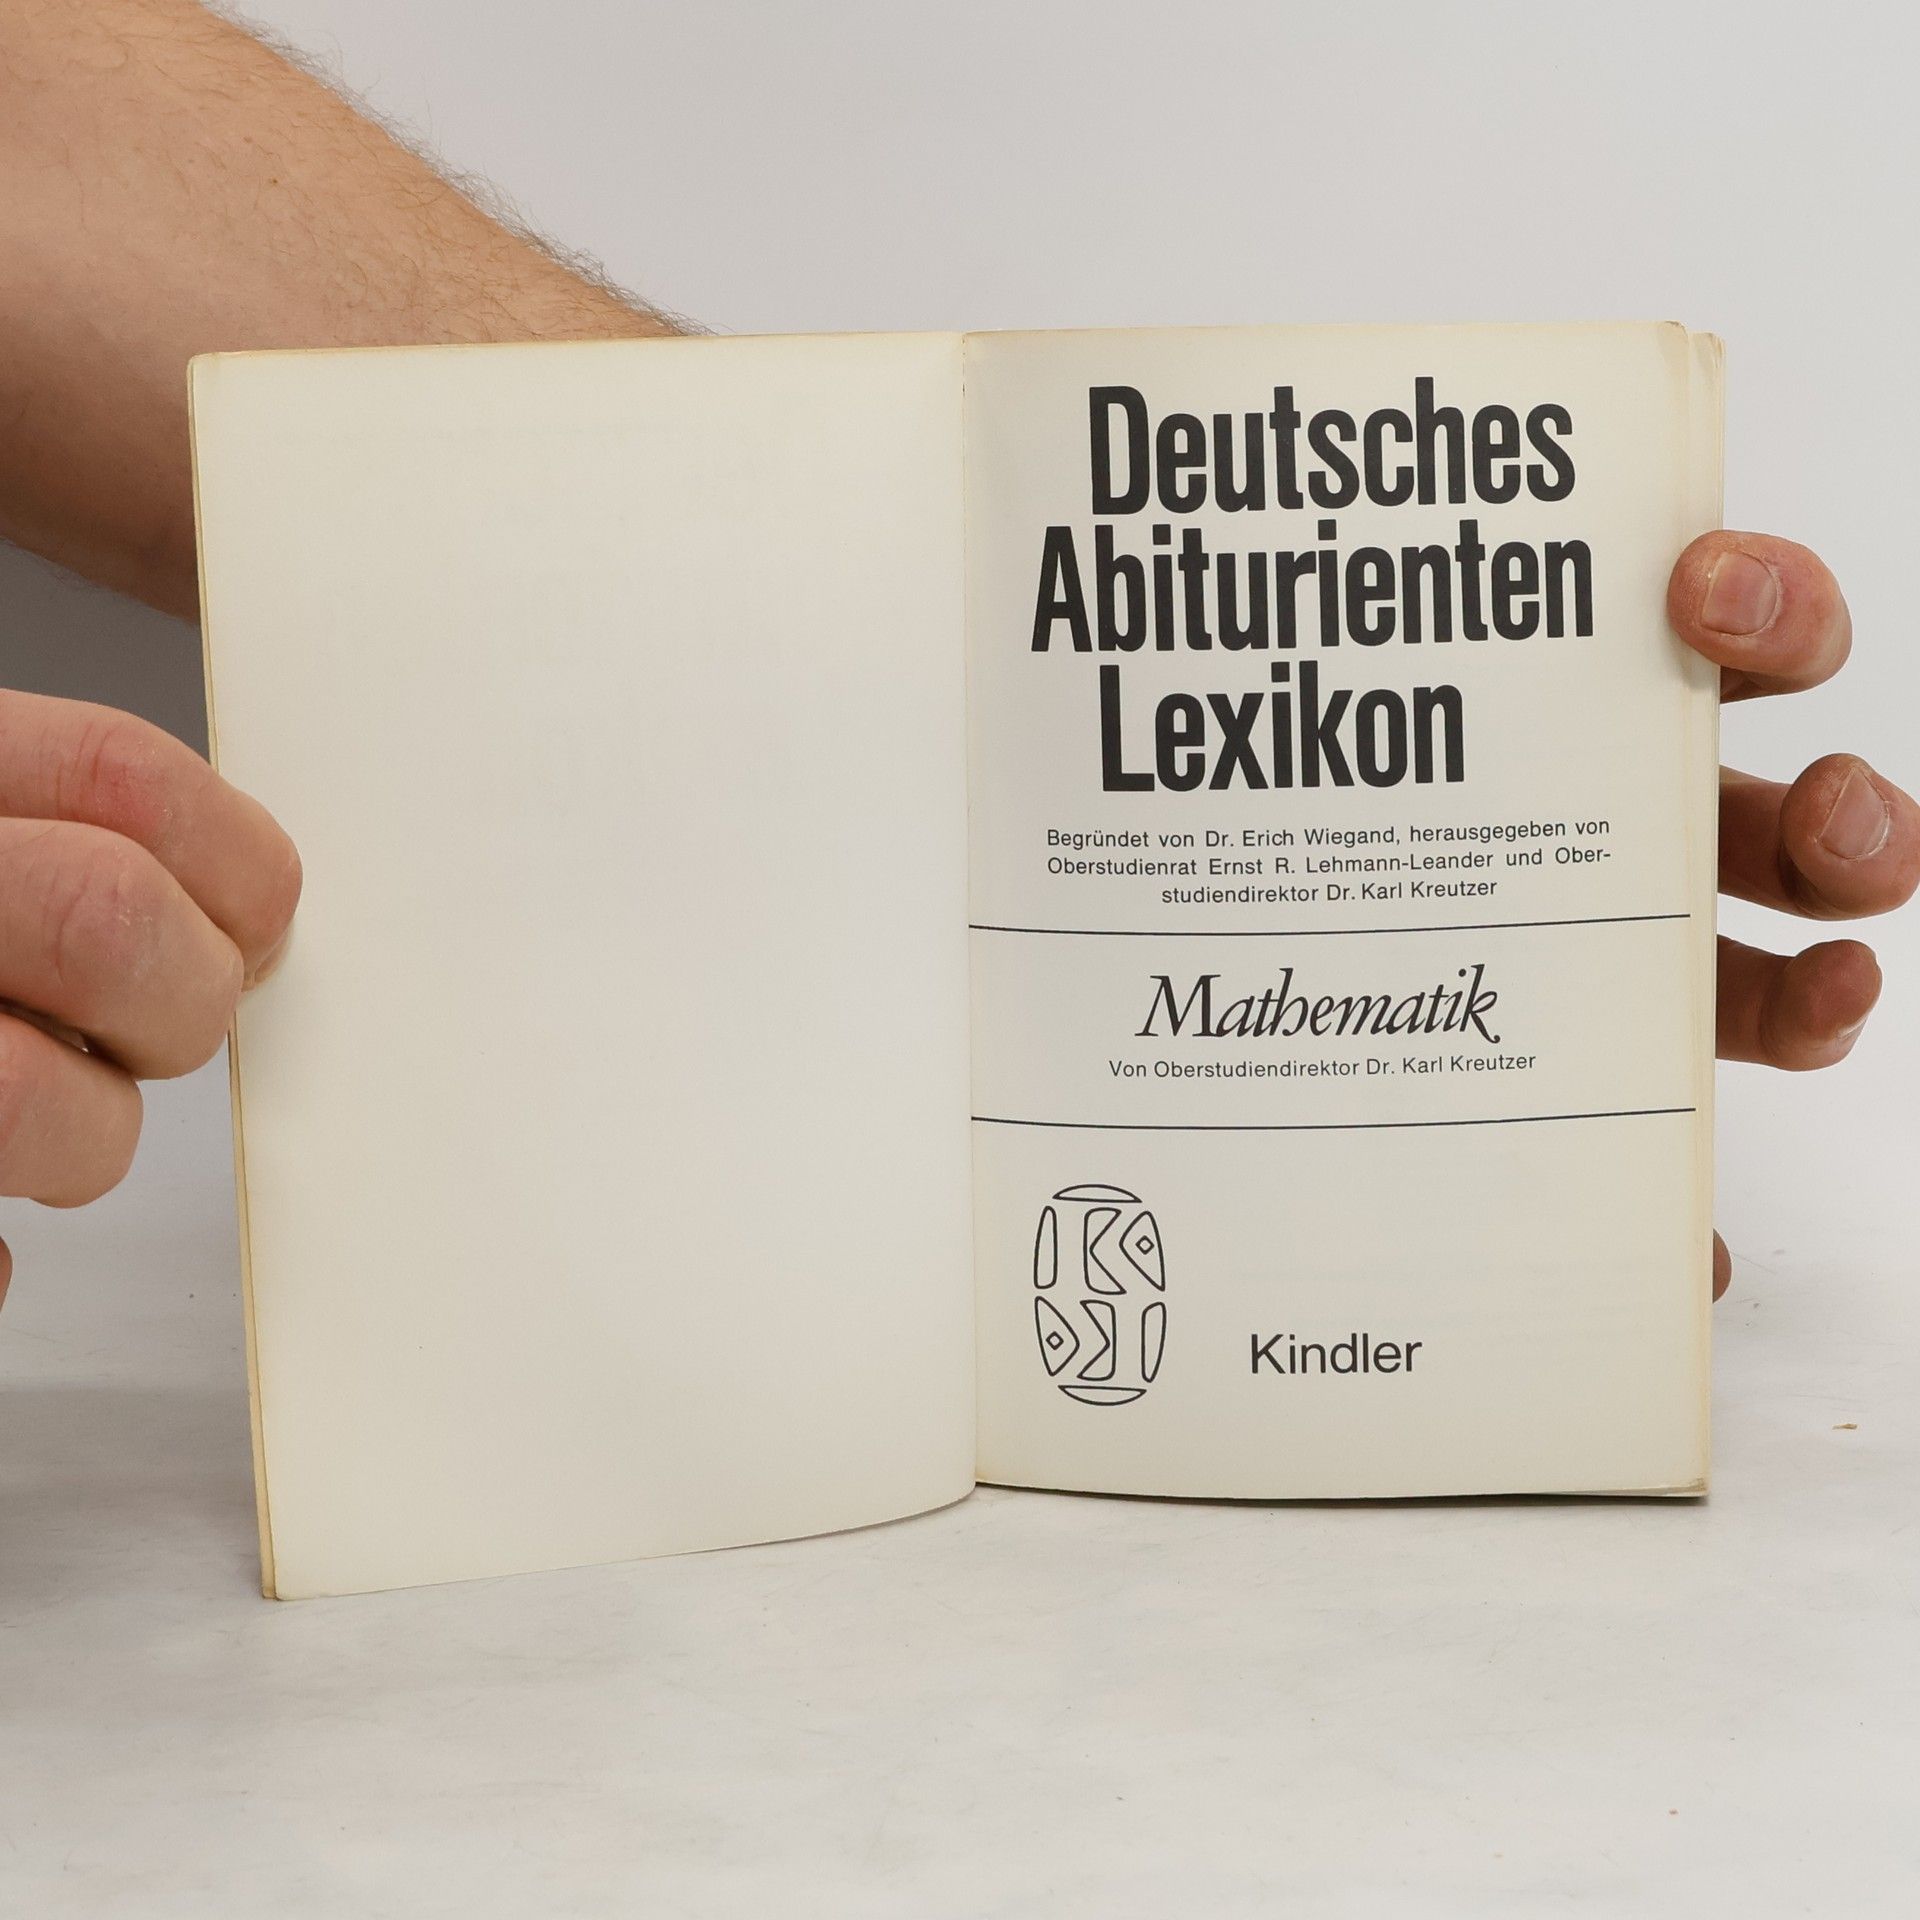 Deutsches
Abiturienten
Lexikon
Begründet von Dr. Erich Wiegand, herausgegeben von
Oberstudienrat Ernst R. Lehmann-Leander und Ober-
studiendirektor Dr. Karl Kreutzer
Mathematik
Von Oberstudiendirektor Dr. Karl Kreutzer
Kindler